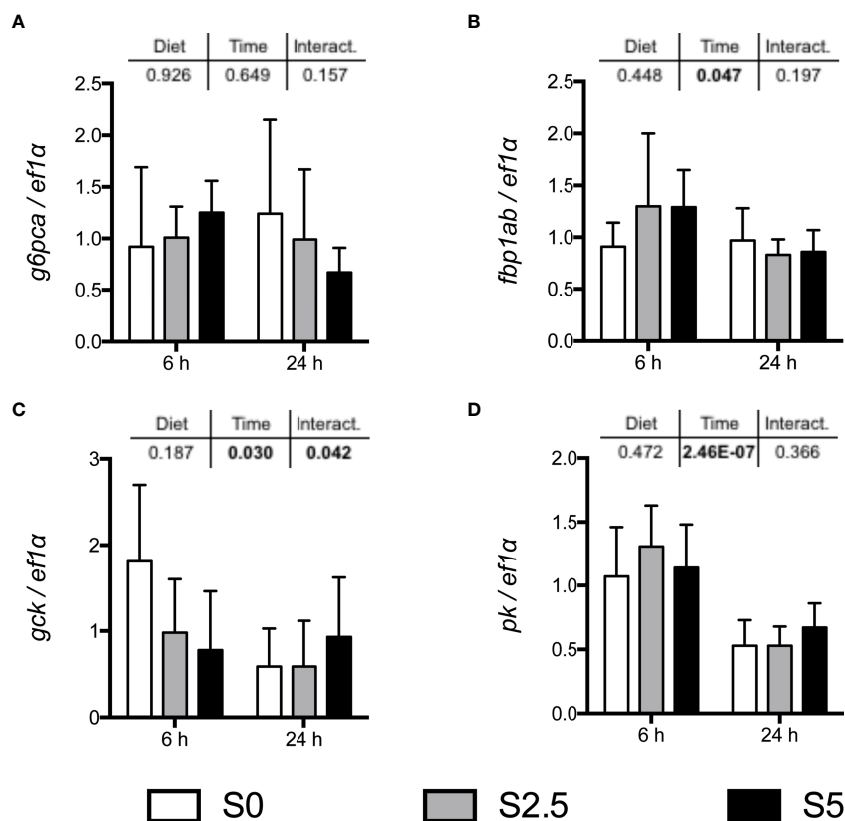 A
Diet Time Interact.
0.926 0.649 0.157
g6pca / ef1α
2.5
2.0
1.5
1.0
0.5
0.0
6 h 24 h
B
Diet Time Interact.
0.448 0.047 0.197
fbp1ab / ef1α
2.5
2.0
1.5
1.0
0.5
0.0
6 h 24 h
C
Diet Time Interact.
0.187 0.030 0.042
gck / ef1α
3
2
1
0
6 h 24 h
D
Diet Time Interact.
0.472 2.46E-07 0.366
pk / ef1α
2.0
1.5
1.0
0.5
0.0
6 h 24 h
S0 S2.5 S5